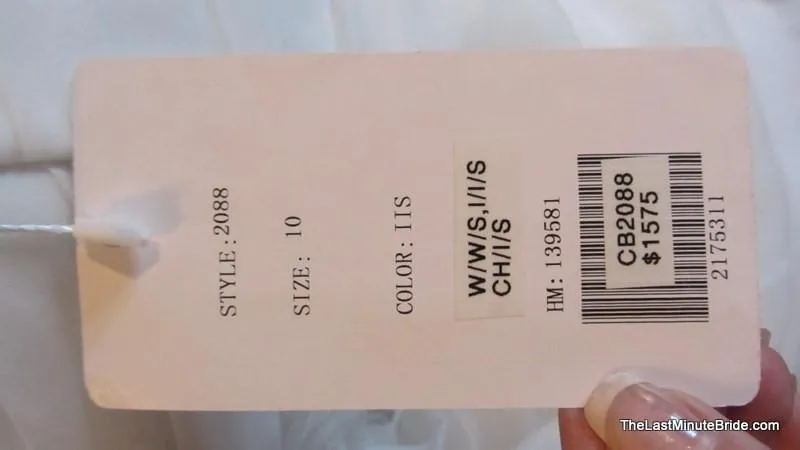 STYLE: 2088
SIZE: 10
COLOR: IIS
W/W/S,I/I/S
CH/I/S
HM: 139581
CB2088
$1575
2175311
TheLastMinuteBride.com